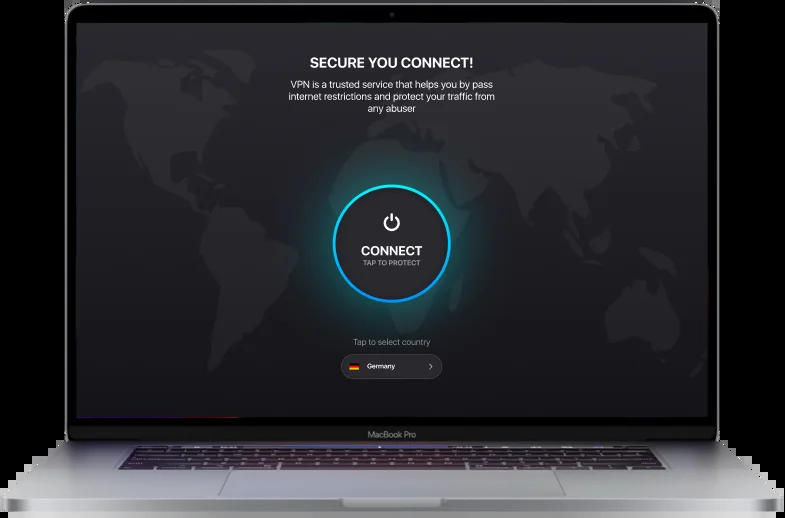 SECURE YOU CONNECT!
VPN is a trusted service that helps you by pass
internet restrictions and protect your traffic from
any abuser
CONNECT
TAP TO PROTECT
Tap to select country
Germany
MacBook Pro